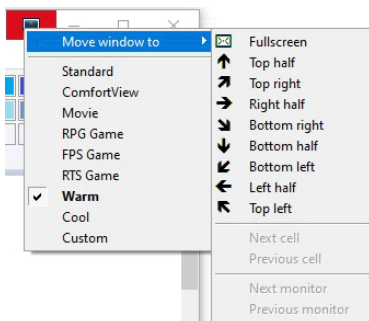 Move window to
Standard
ComfortView
Movie
RPG Game
FPS Game
RTS Game
Warm
Cool
Custom
Fullscreen
Top half
Top right
Right half
Bottom right
Bottom half
Bottom left
Left half
Top left
Next cell
Previous cell
Next monitor
Previous monitor